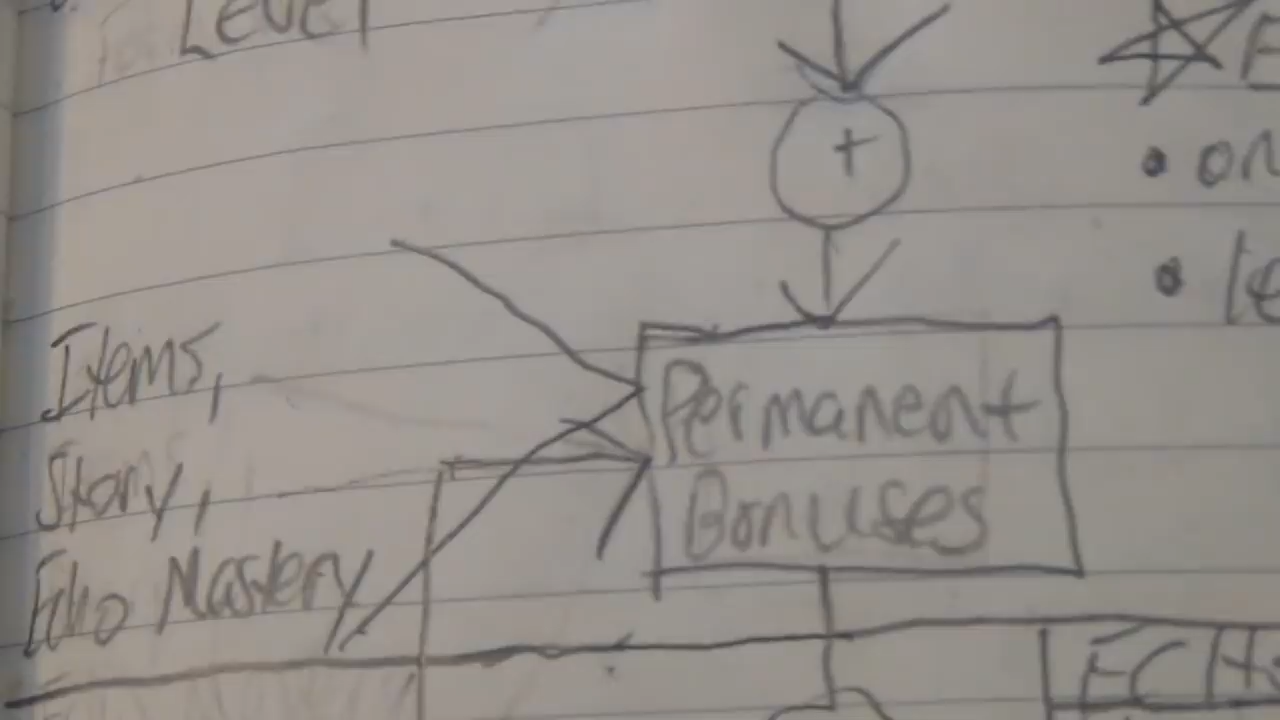 Level
+
Items,
Story,
Echo Mastery
Permanent
Bonuses